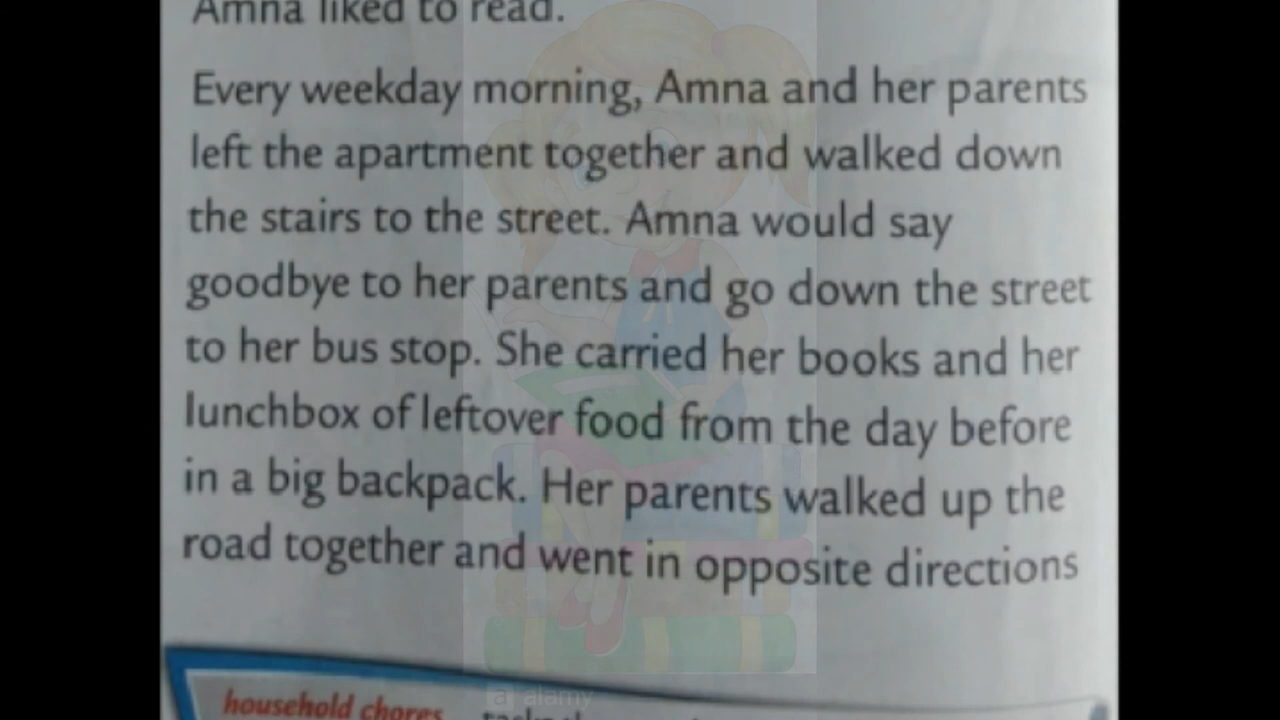 Amna liked to read.
Every weekday morning, Amna and her parents
left the apartment together and walked down
the stairs to the street. Amna would say
goodbye to her parents and go down the street
to her bus stop. She carried her books and her
lunchbox of leftover food from the day before
in a big backpack. Her parents walked up the
road together and went in opposite directions
household chores
a alamy